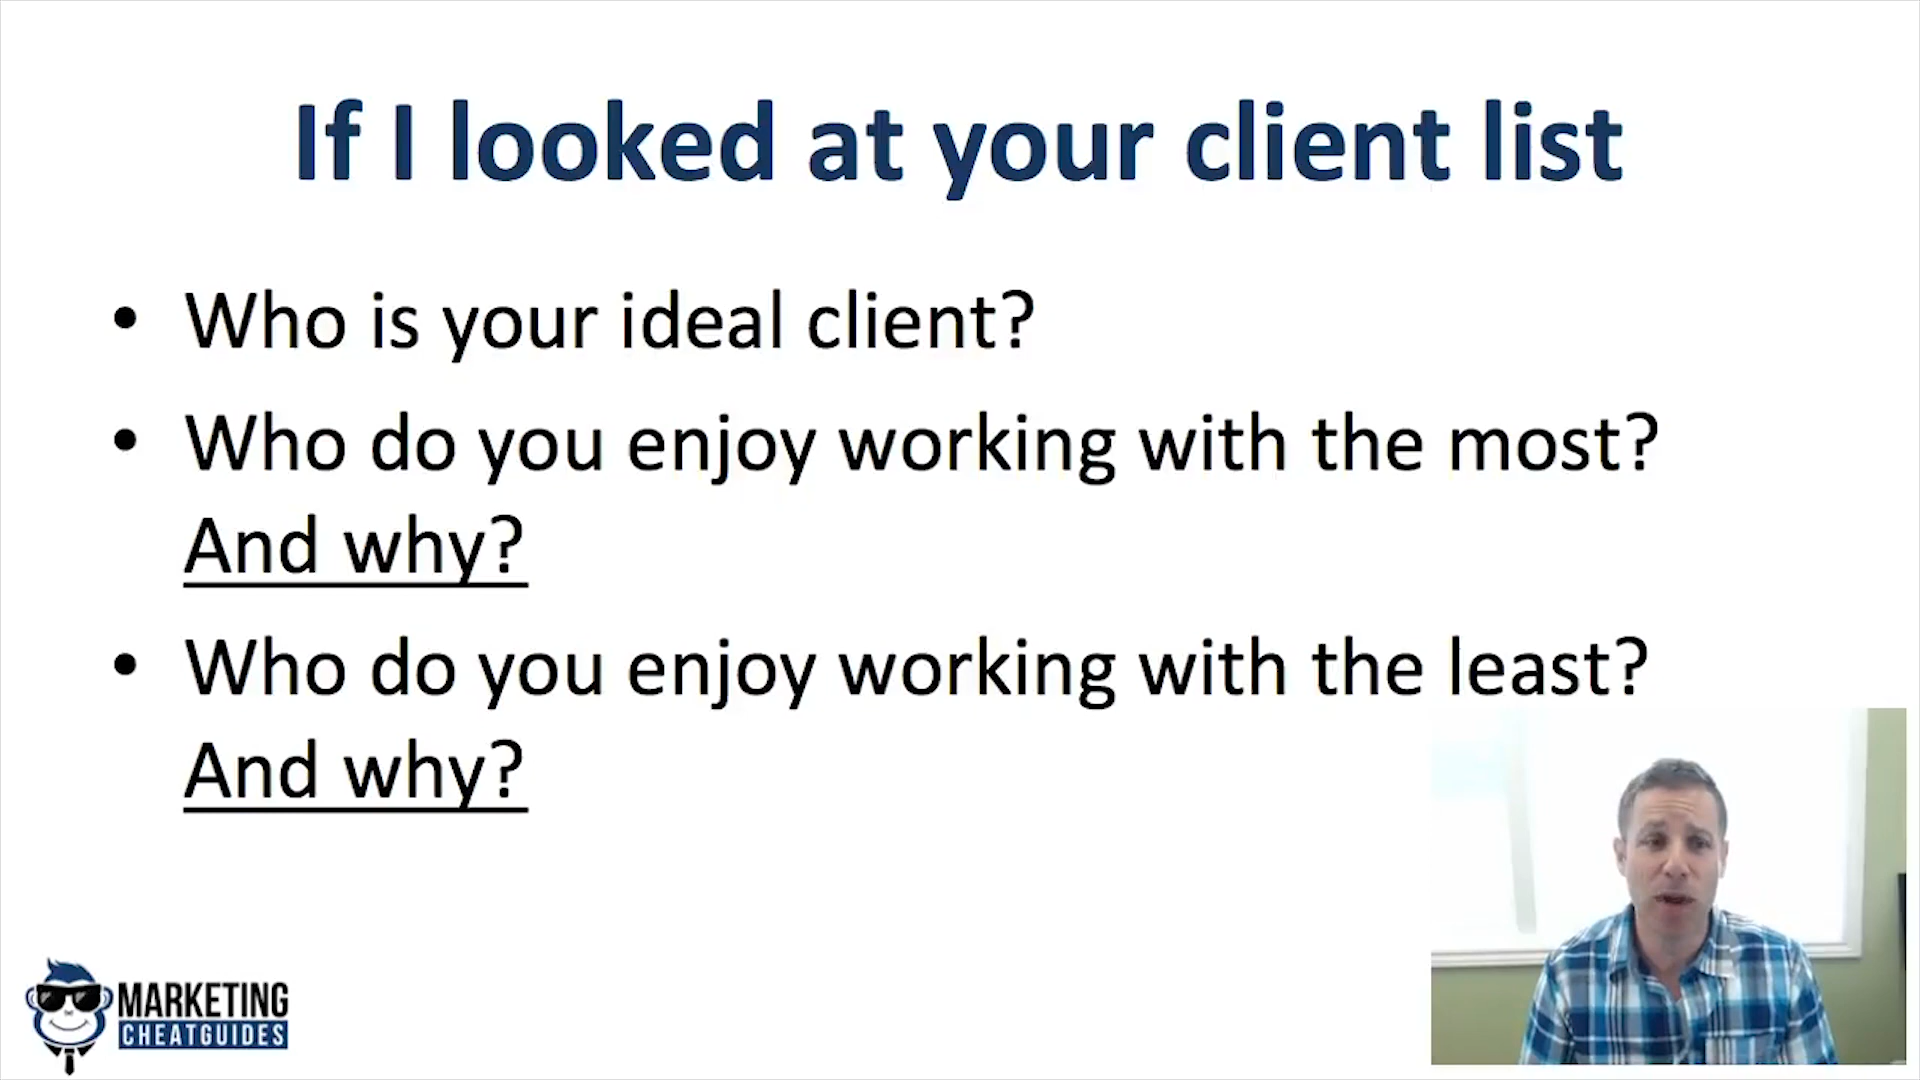 If I looked at your client list
• Who is your ideal client?
• Who do you enjoy working with the most?
And why?
• Who do you enjoy working with the least?
And why?
MARKETING
CHEATGUIDES